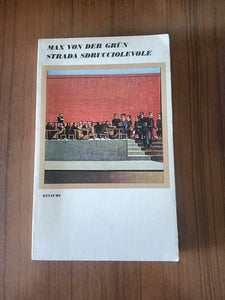 MAX VON DER GRÜN
STRADA SDRUCCIOLEVOLE
EINAUDI